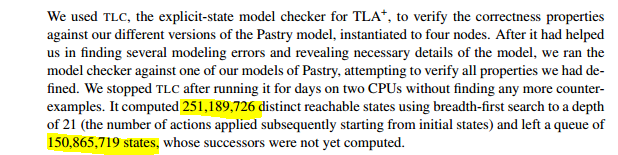 We used TLC, the explicit-state model checker for TLA+, to verify the correctness properties
against our different versions of the Pastry model, instantiated to four nodes. After it had helped
us in finding several modeling errors and revealing necessary details of the model, we ran the
model checker against one of our models of Pastry, attempting to verify all properties we had de-
fined. We stopped TLC after running it for days on two CPUs without finding any more counter-
examples. It computed 251,189,726 distinct reachable states using breadth-first search to a depth
of 21 (the number of actions applied subsequently starting from initial states) and left a queue of
150,865,719 states, whose successors were not yet computed.